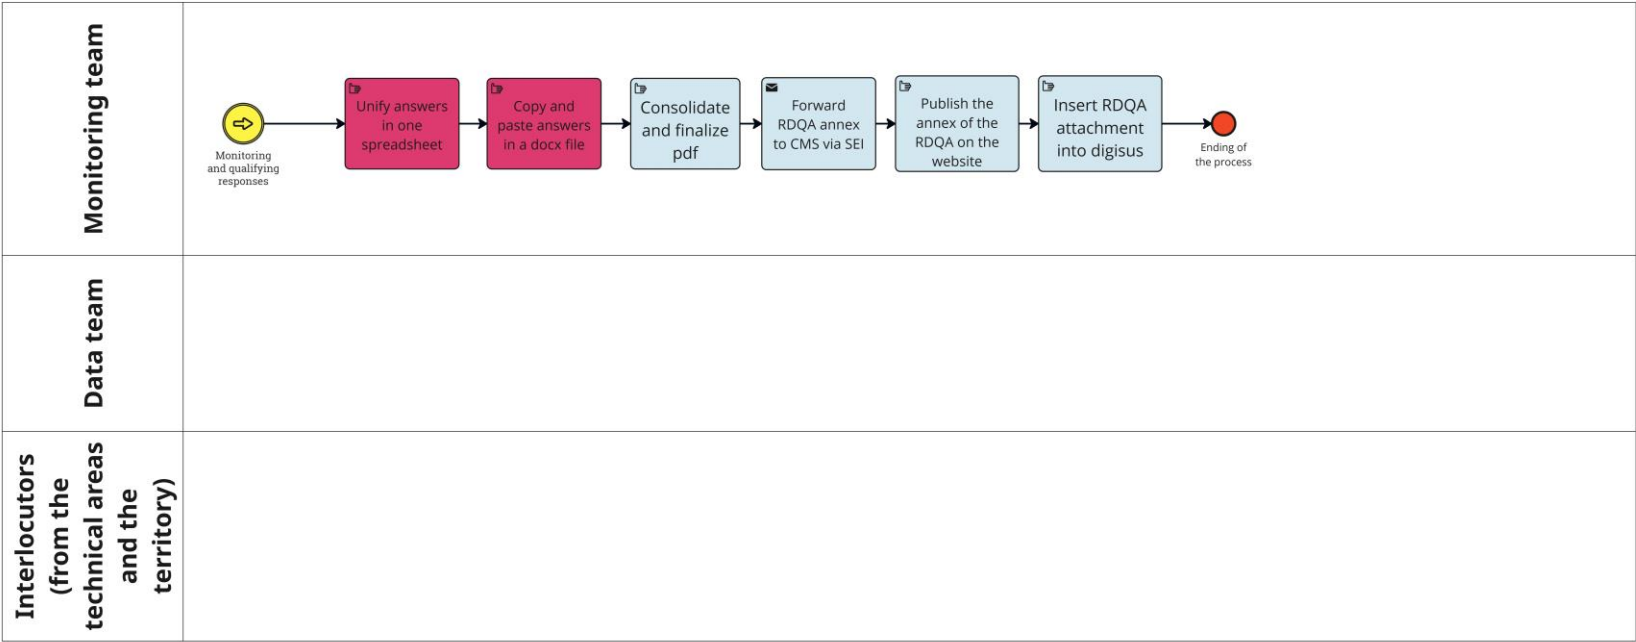 Monitoring team
Monitoring
and qualifying
responses
Unify answers
in one
spreadsheet
Copy and
paste answers
in a docx file
Consolidate
and finalize
pdf
Forward
RDQA annex
to CMS via SEI
Publish the
annex of the
RDQA on the
website
Insert RDQA
attachment
into digisus
Ending of
the process
Data team
Interlocutors
(from the
technical areas
and the
territory)